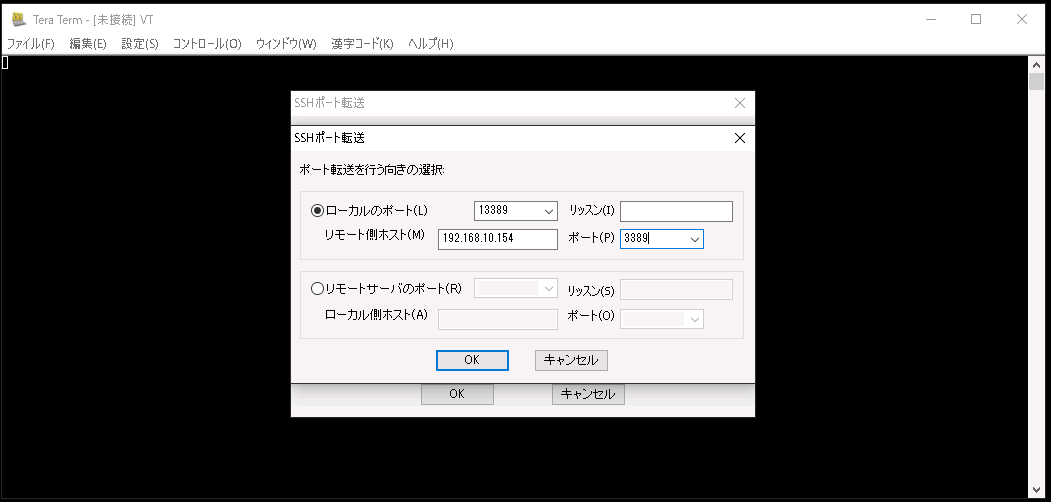 Tera Term - [未接続] VT
ファイル(F) 編集(E) 設定(S) コントロール(O) ウィンドウ(W) 漢字コード(K) ヘルプ(H)
SSHポート転送
SSHポート転送
ポート転送を行う向きの選択:
ローカルのポート(L) 13389 リッスン(I)
リモート側ホスト(M) 192.168.10.154 ポート(P) 3389
リモートサーバのポート(R) リッスン(S)
ローカル側ホスト(A) ポート(O)
OK キャンセル
OK キャンセル